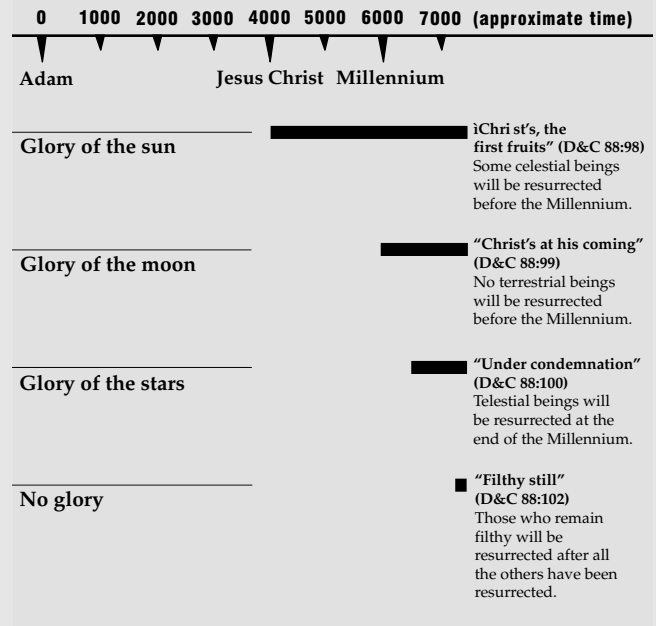 0 1000 2000 3000 4000 5000 6000 7000 (approximate time)
Adam Jesus Christ Millennium
Glory of the sun
ìChri st's, the
first fruits” (D&C 88:98)
Some celestial beings
will be resurrected
before the Millennium.
Glory of the moon
“Christ's at his coming”
(D&C 88:99)
No terrestrial beings
will be resurrected
before the Millennium.
Glory of the stars
“Under condemnation”
(D&C 88:100)
Telestial beings will
be resurrected at the
end of the Millennium.
No glory
“Filthy still”
(D&C 88:102)
Those who remain
filthy will be
resurrected after all
the others have been
resurrected.